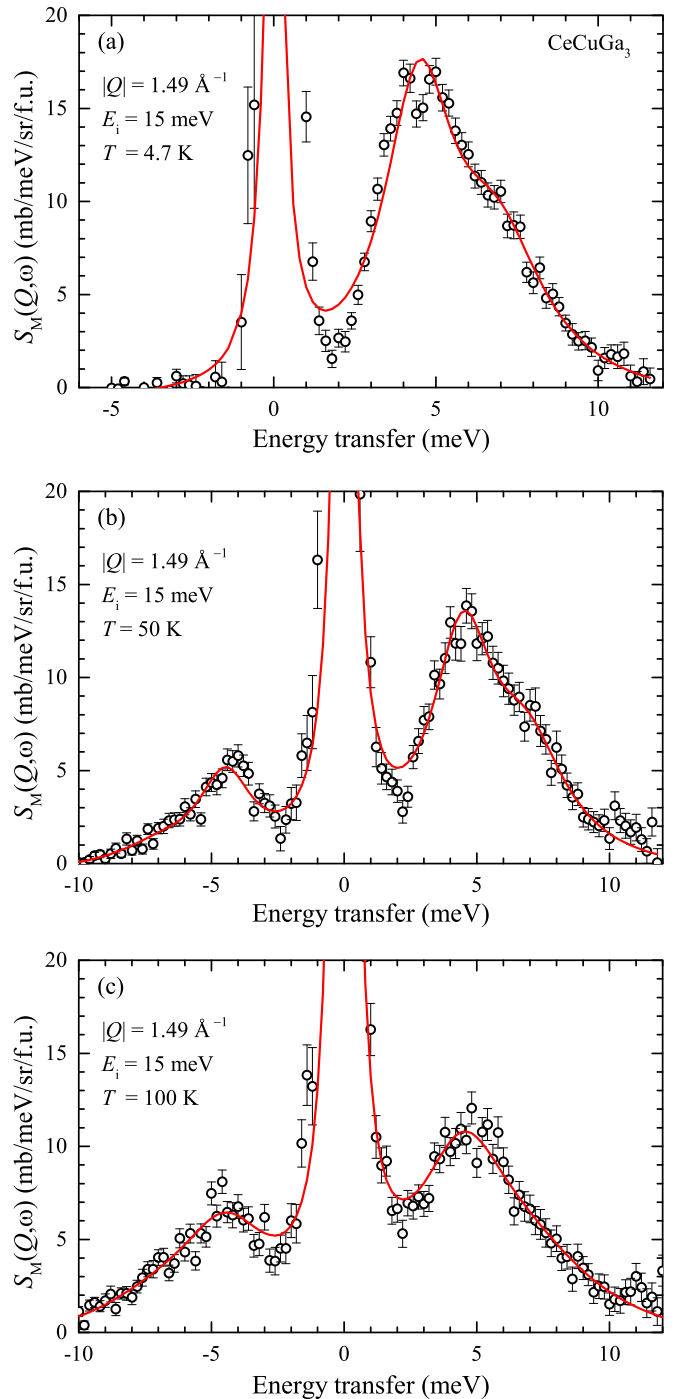 (a)
CeCuGa₃
|Q| = 1.49 Å⁻¹
Eᵢ = 15 meV
T = 4.7 K
S_M(Q,ω) (mb/meV/sr/f.u.)
20
15
10
5
0
-5 0 5 10
Energy transfer (meV)
(b)
|Q| = 1.49 Å⁻¹
Eᵢ = 15 meV
T = 50 K
S_M(Q,ω) (mb/meV/sr/f.u.)
20
15
10
5
0
-10 -5 0 5 10
Energy transfer (meV)
(c)
|Q| = 1.49 Å⁻¹
Eᵢ = 15 meV
T = 100 K
S_M(Q,ω) (mb/meV/sr/f.u.)
20
15
10
5
0
-10 -5 0 5 10
Energy transfer (meV)